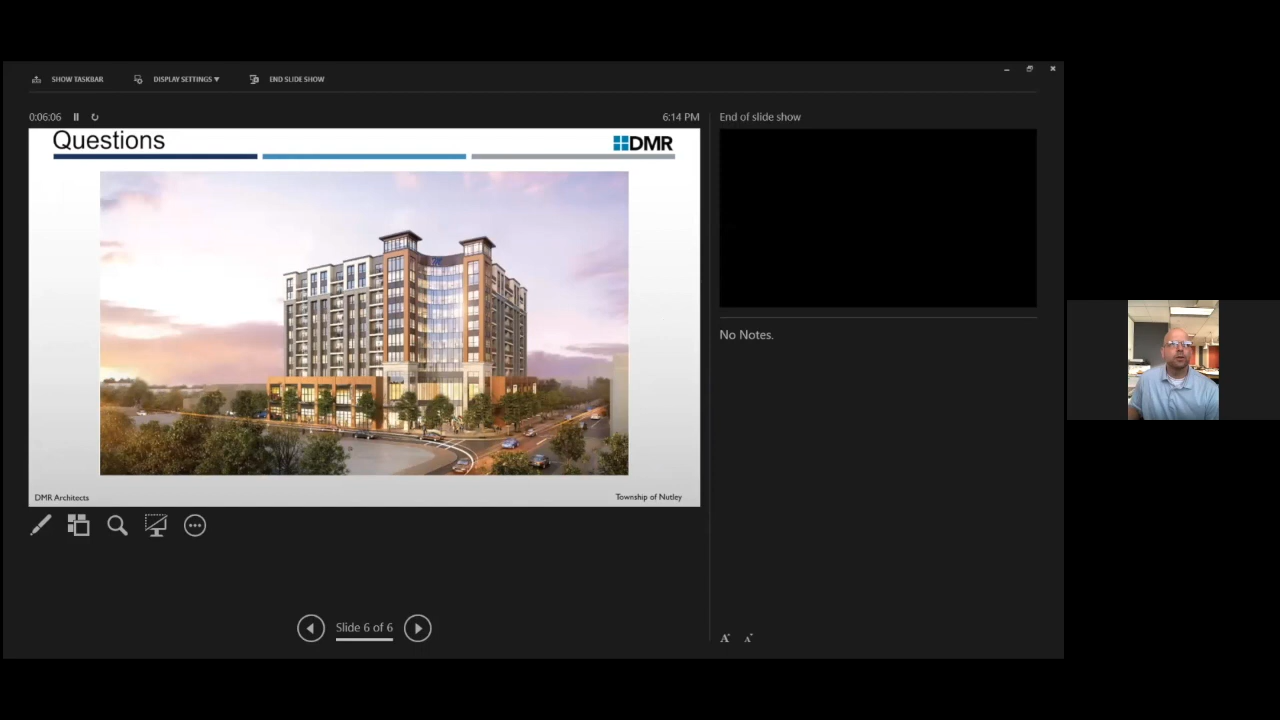 SHOW TASKBAR DISPLAY SETTINGS ▼ END SLIDE SHOW
0:06:06 6:14 PM End of slide show
Questions DMR
No Notes.
DMR Architects Township of Nutley
Slide 6 of 6
A A